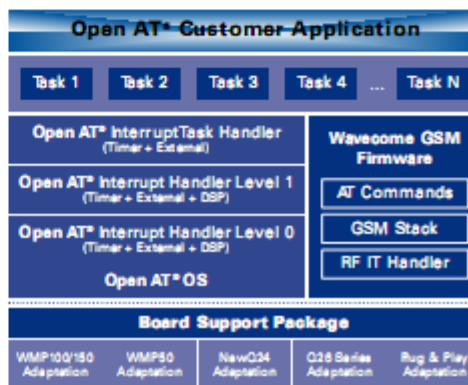 Open AT® Customer Application
Task 1 Task 2 Task 3 Task 4 ... Task N
Open AT® Interrupt Task Handler
(Timer + External)
Open AT® Interrupt Handler Level 1
(Timer + External + DSP)
Open AT® Interrupt Handler Level 0
(Timer + External + DSP)
Open AT® OS
Wavecome GSM
Firmware
AT Commands
GSM Stack
RF IT Handler
Board Support Package
WMP100/150
Adaptation
WMP50
Adaptation
NewQ24
Adaptation
Q26 Series
Adaptation
Plug & Play
Adaptation